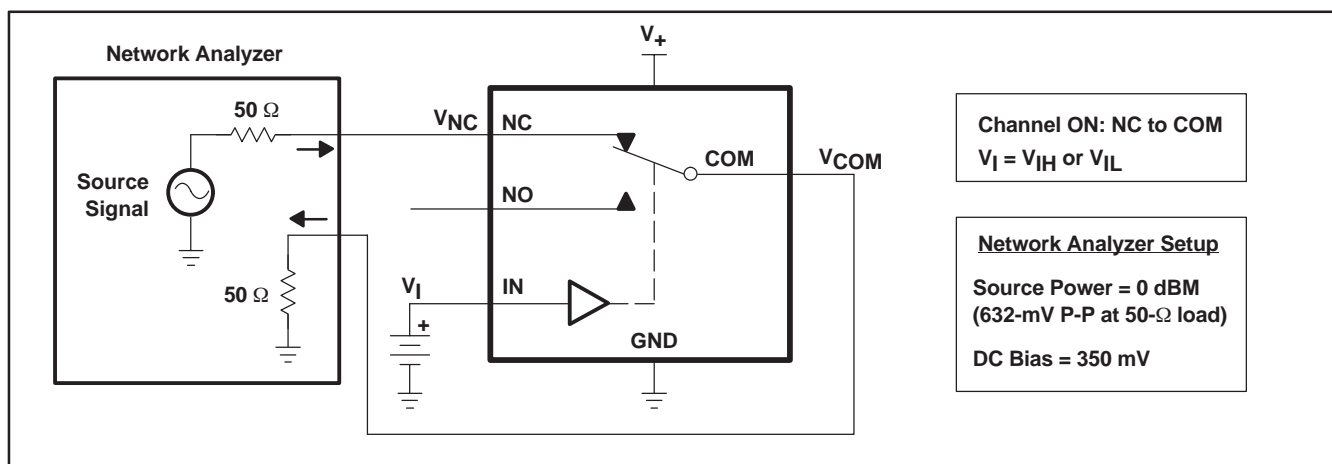 Network Analyzer
50 Ω
Source
Signal
50 Ω
V+
VNC
NC
NO
COM
VCOM
VI
IN
+
GND
Channel ON: NC to COM
VI = VIH or VIL
Network Analyzer Setup
Source Power = 0 dBM
(632-mV P-P at 50-Ω load)
DC Bias = 350 mV